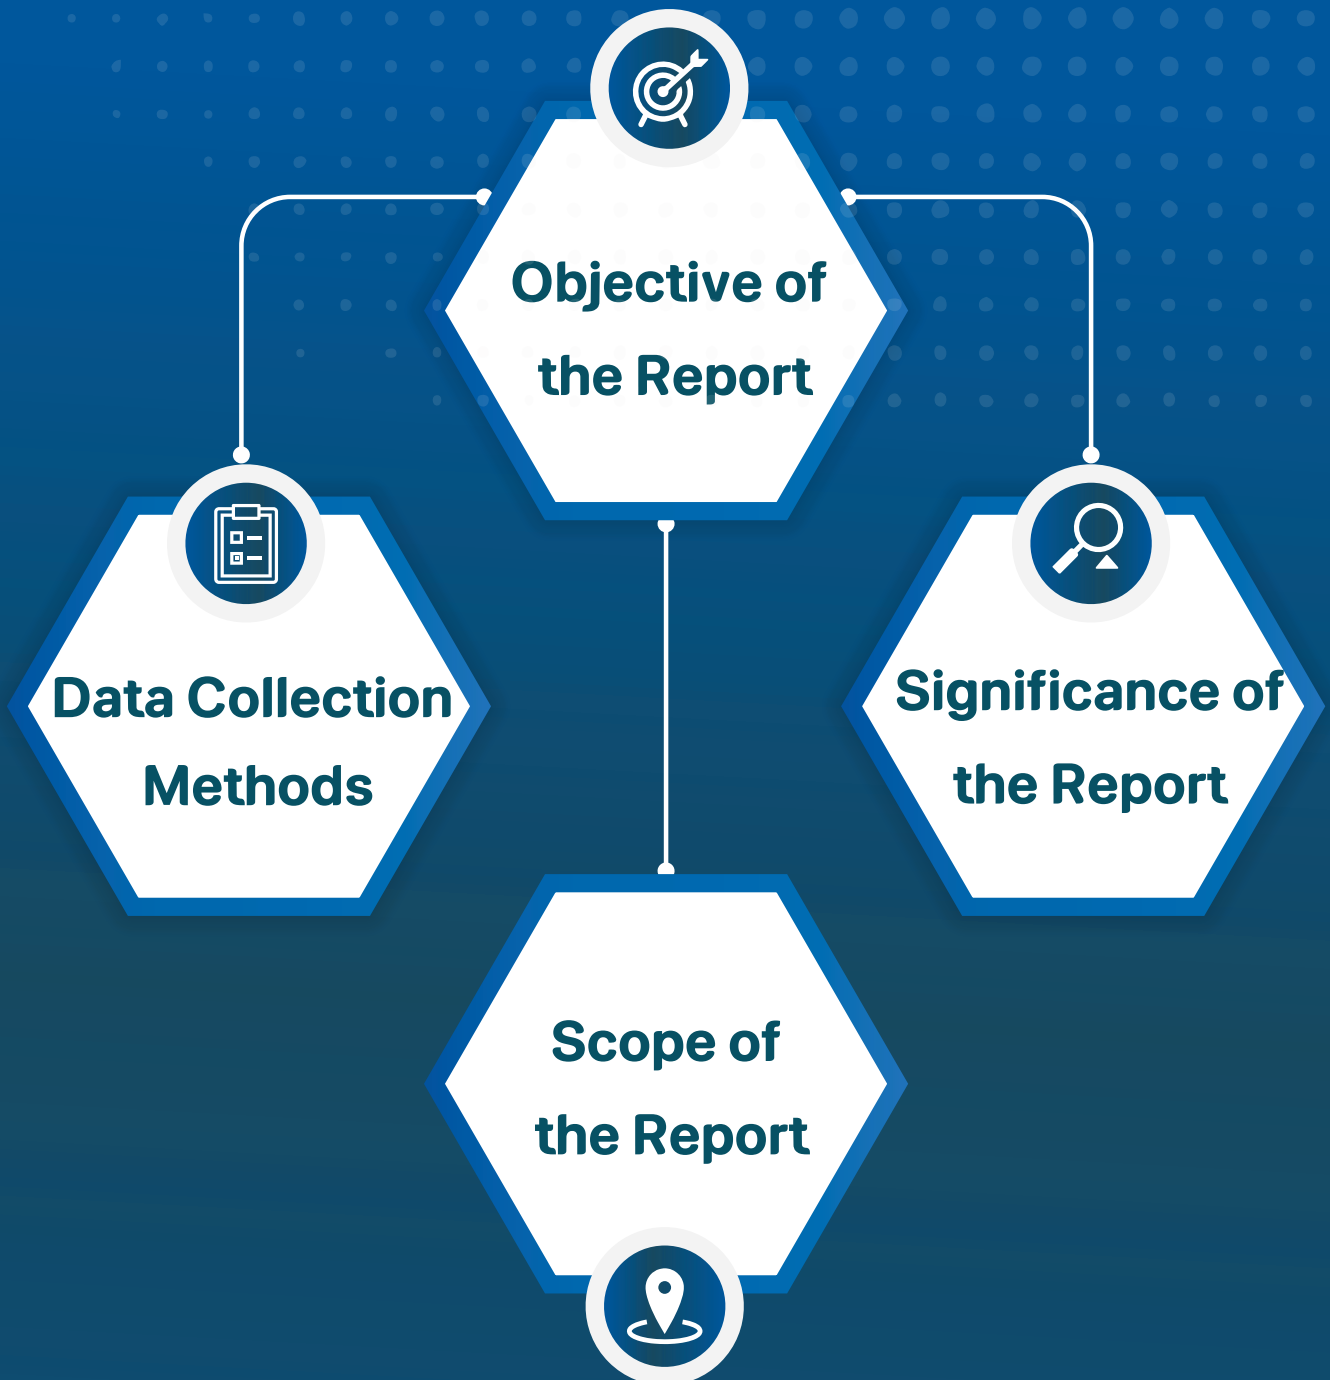 Objective of
the Report
Data Collection
Methods
Significance of
the Report
Scope of
the Report